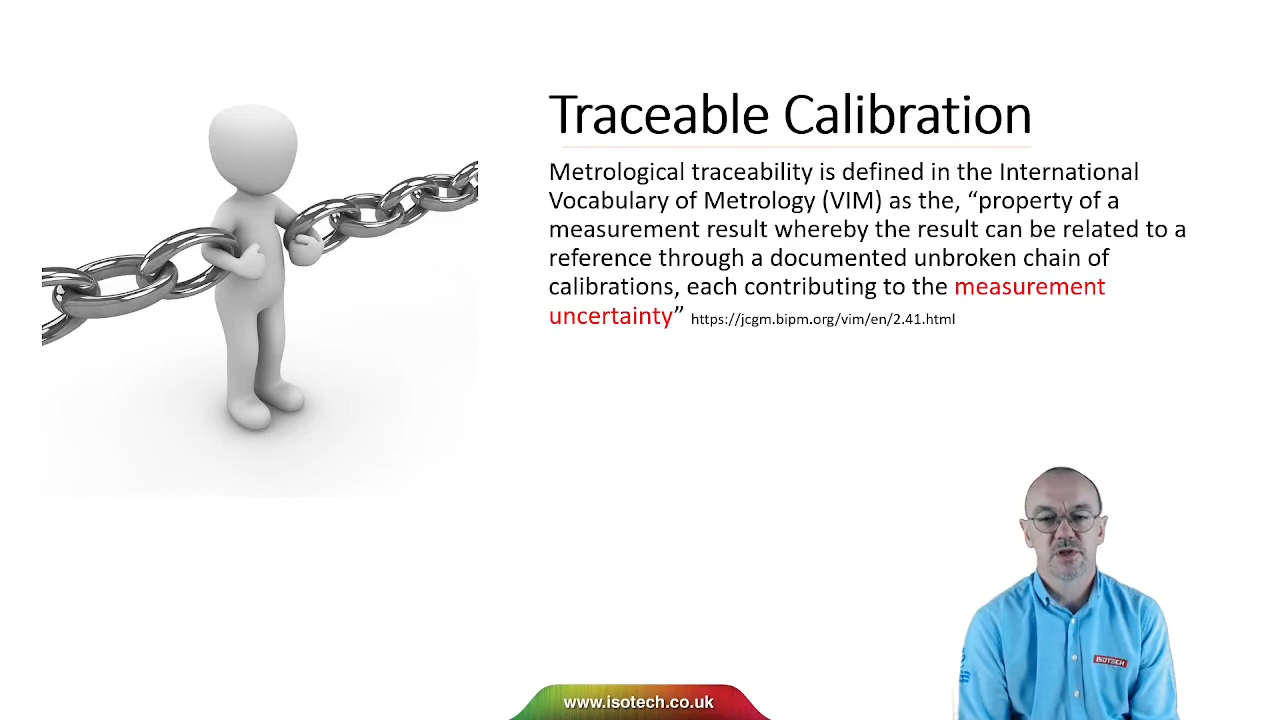 Traceable Calibration
Metrological traceability is defined in the International
Vocabulary of Metrology (VIM) as the, “property of a
measurement result whereby the result can be related to a
reference through a documented unbroken chain of
calibrations, each contributing to the measurement
uncertainty” https://jcgm.bipm.org/vim/en/2.41.html
ISOTECH
www.isotech.co.uk